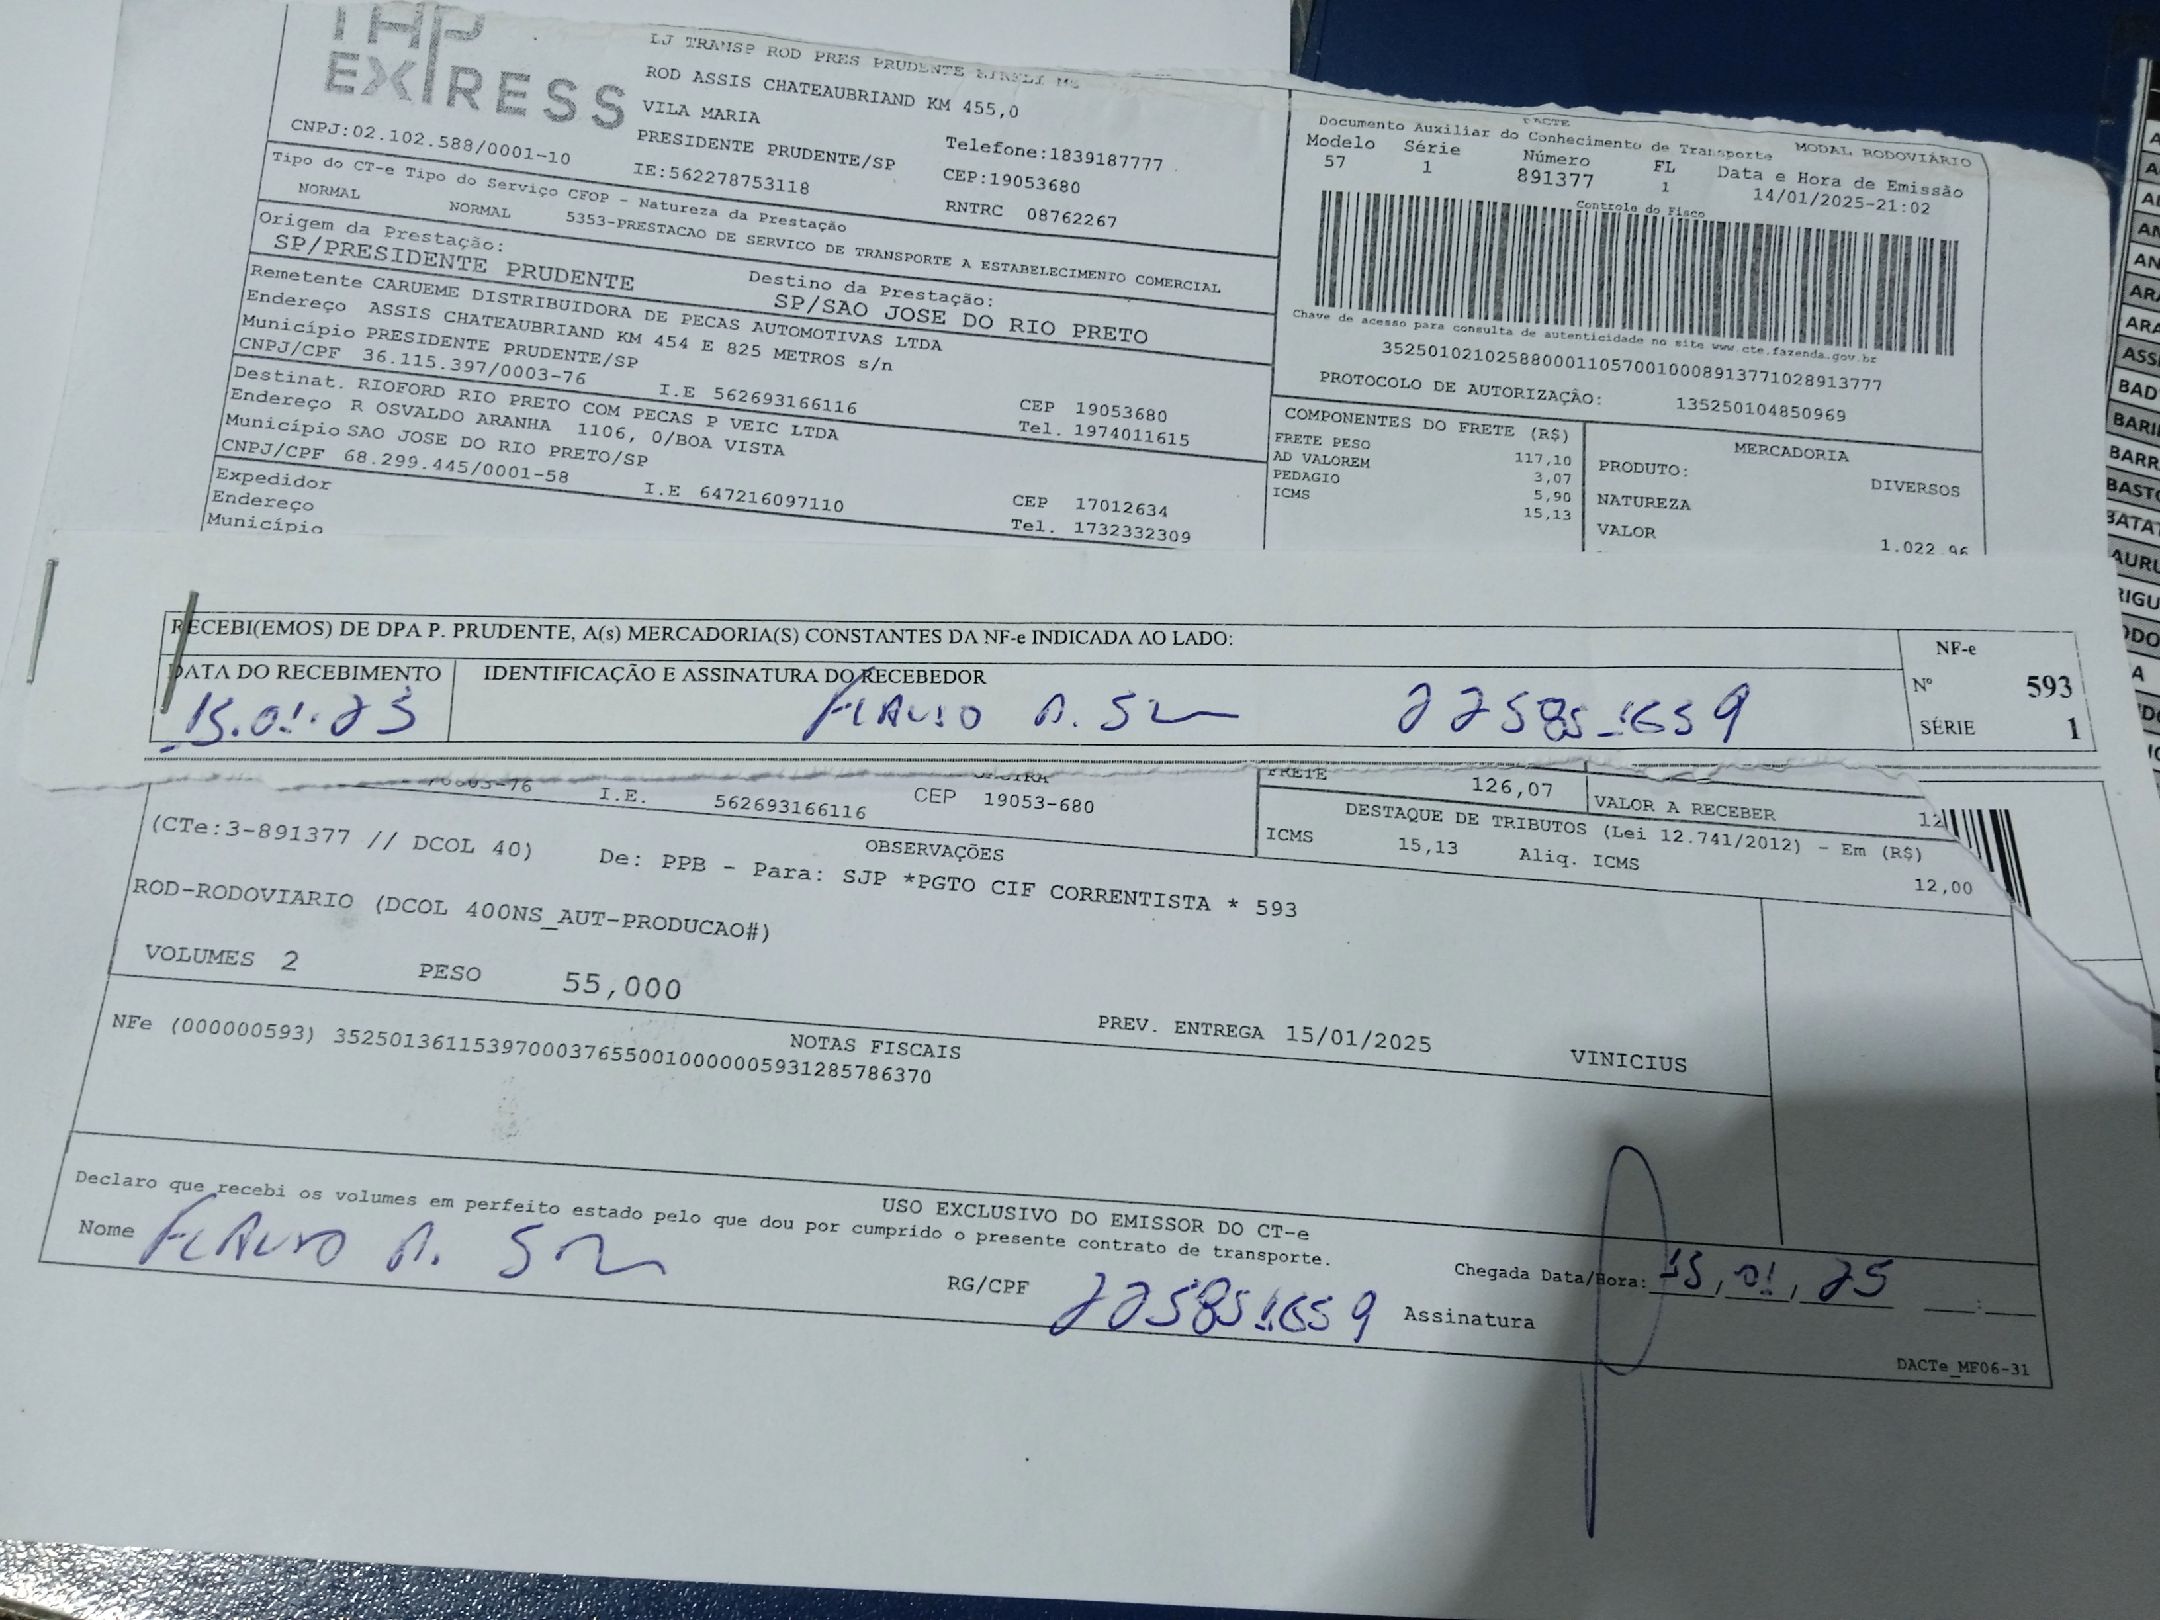 THP
EXPRESS
LJ TRANSP ROD PRES PRUDENTE EIRELI ME
ROD ASSIS CHATEAUBRIAND KM 455,0
VILA MARIA
PRESIDENTE PRUDENTE/SP
Telefone:1839187777
CNPJ:02.102.588/0001-10
IE:562278753118
CEP:19053680
RNTRC 08762267
DACTE
Documento Auxiliar do Conhecimento de Transporte
MODAL RODOVIÁRIO
Modelo Série Número FL Data e Hora de Emissão
57 1 891377 1 14/01/2025-21:02
Controle do Fisco
Chave de acesso para consulta de autenticidade no site www.cte.fazenda.gov.br
35250102102588000110570010008913771028913777
PROTOCOLO DE AUTORIZAÇÃO: 135250104850969
Tipo do CT-e Tipo do Serviço CFOP - Natureza da Prestação
NORMAL NORMAL 5353-PRESTACAO DE SERVICO DE TRANSPORTE A ESTABELECIMENTO COMERCIAL
Origem da Prestação: Destino da Prestação:
SP/PRESIDENTE PRUDENTE SP/SAO JOSE DO RIO PRETO
Remetente CARUEME DISTRIBUIDORA DE PECAS AUTOMOTIVAS LTDA
Endereço ASSIS CHATEAUBRIAND KM 454 E 825 METROS s/n
Município PRESIDENTE PRUDENTE/SP CEP 19053680
CNPJ/CPF 36.115.397/0003-76 I.E 562693166116 Tel. 1974011615
Destinat. RIOFORD RIO PRETO COM PECAS P VEIC LTDA
Endereço R OSVALDO ARANHA 1106, 0/BOA VISTA
Município SAO JOSE DO RIO PRETO/SP CEP 17012634
CNPJ/CPF 68.299.445/0001-58 I.E 647216097110 Tel. 1732332309
Expedidor
Endereço
Município
COMPONENTES DO FRETE (R$)
FRETE PESO 117,10
AD VALOREM 3,07
PEDAGIO 5,90
ICMS 15,13
MERCADORIA
PRODUTO: DIVERSOS
NATUREZA
VALOR 1.022,96
RECEBI(EMOS) DE DPA P. PRUDENTE, A(s) MERCADORIA(S) CONSTANTES DA NF-e INDICADA AO LADO:
NF-e
Nº 593
SÉRIE 1
DATA DO RECEBIMENTO IDENTIFICAÇÃO E ASSINATURA DO RECEBEDOR
15.01.25 FLAVIO A. 22585.1659
I.E. 562693166116 CEP 19053-680
FRETE 126,07 VALOR A RECEBER
DESTAQUE DE TRIBUTOS (Lei 12.741/2012) - Em (R$)
ICMS 15,13 Aliq. ICMS 12,00
OBSERVAÇÕES
(CTe:3-891377 // DCOL 40) De: PPB - Para: SJP *PGTO CIF CORRENTISTA * 593
ROD-RODOVIARIO (DCOL 400NS_AUT-PRODUCAO#)
VOLUMES 2 PESO 55,000 PREV. ENTREGA 15/01/2025 VINICIUS
NOTAS FISCAIS
NFe (000000593) 35250136115397000376550010000005931285786370
USO EXCLUSIVO DO EMISSOR DO CT-e
Declaro que recebi os volumes em perfeito estado pelo que dou por cumprido o presente contrato de transporte.
Nome FLAVIO A. RG/CPF 22585.1659 Assinatura
Chegada Data/Hora: 15,01,25
DACTe_MF06-31